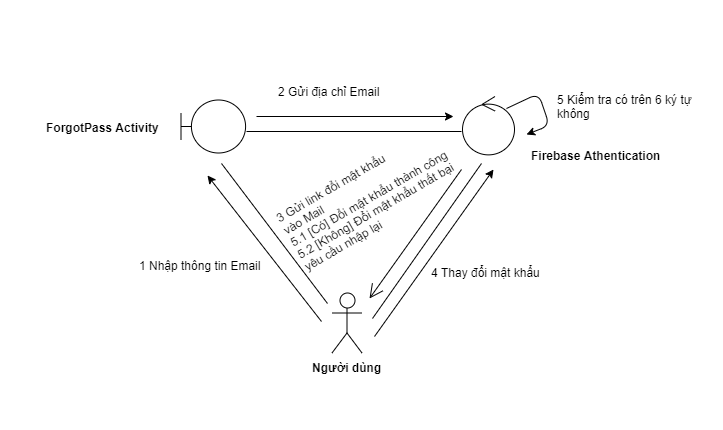 2 Gửi địa chỉ Email
5 Kiểm tra có trên 6 ký tự
không
ForgotPass Activity
Firebase Athentication
3 Gửi link đổi mật khẩu
vào Mail
5.1 [Có] Đổi mật khẩu thành công
5.2 [Không] Đổi mật khẩu thất bại
yêu cầu nhập lại
1 Nhập thông tin Email
4 Thay đổi mật khẩu
Người dùng